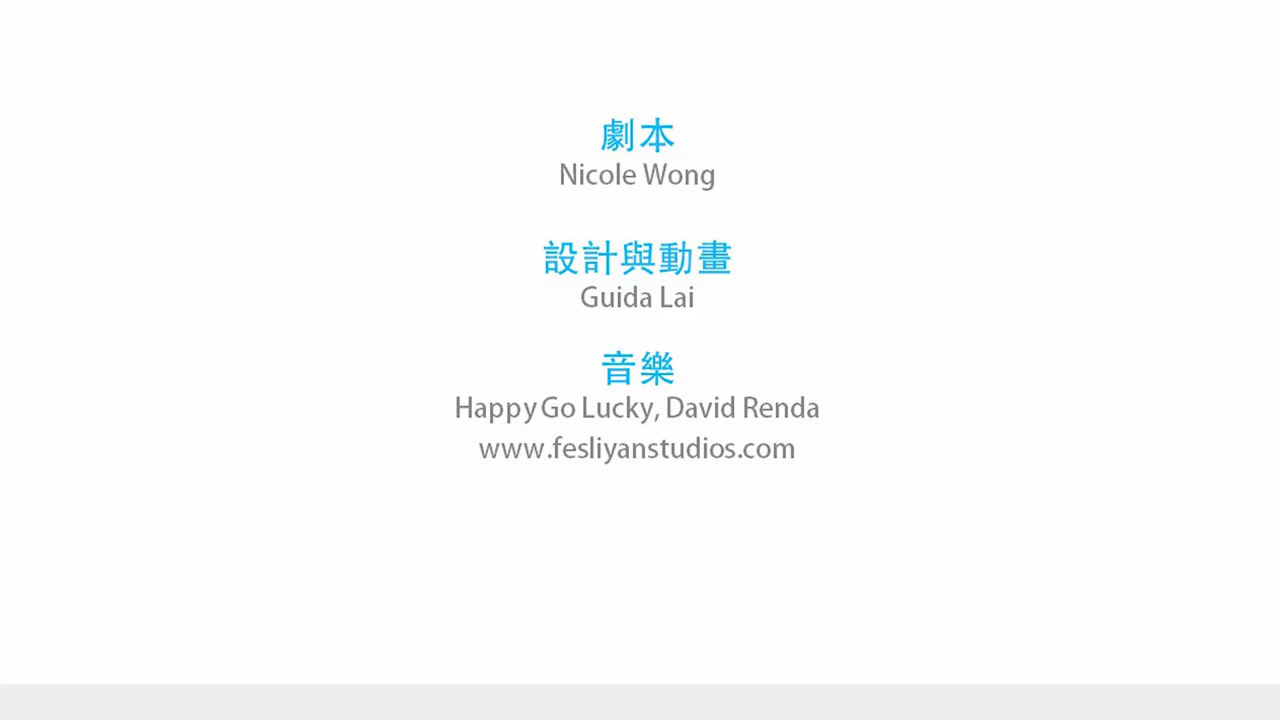 劇本
Nicole Wong
設計與動畫
Guida Lai
音樂
Happy Go Lucky, David Renda
www.fesliyanstudios.com